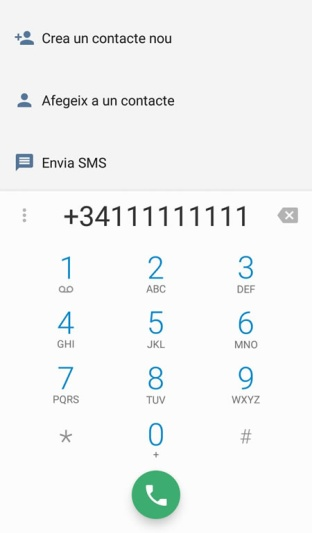 Crea un contacte nou
Afegeix a un contacte
Envia SMS
+34111111111
1 2 3
ABC DEF
4 5 6
GHI JKL MNO
7 8 9
PQRS TUV WXYZ
* 0 #
+